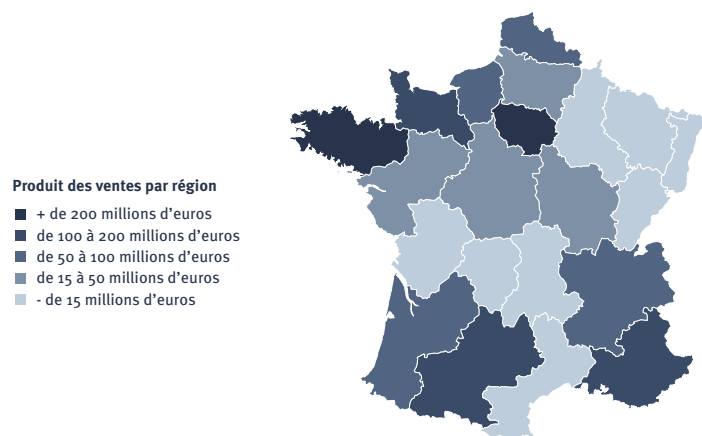 Produit des ventes par région
+ de 200 millions d’euros
de 100 à 200 millions d’euros
de 50 à 100 millions d’euros
de 15 à 50 millions d’euros
- de 15 millions d’euros